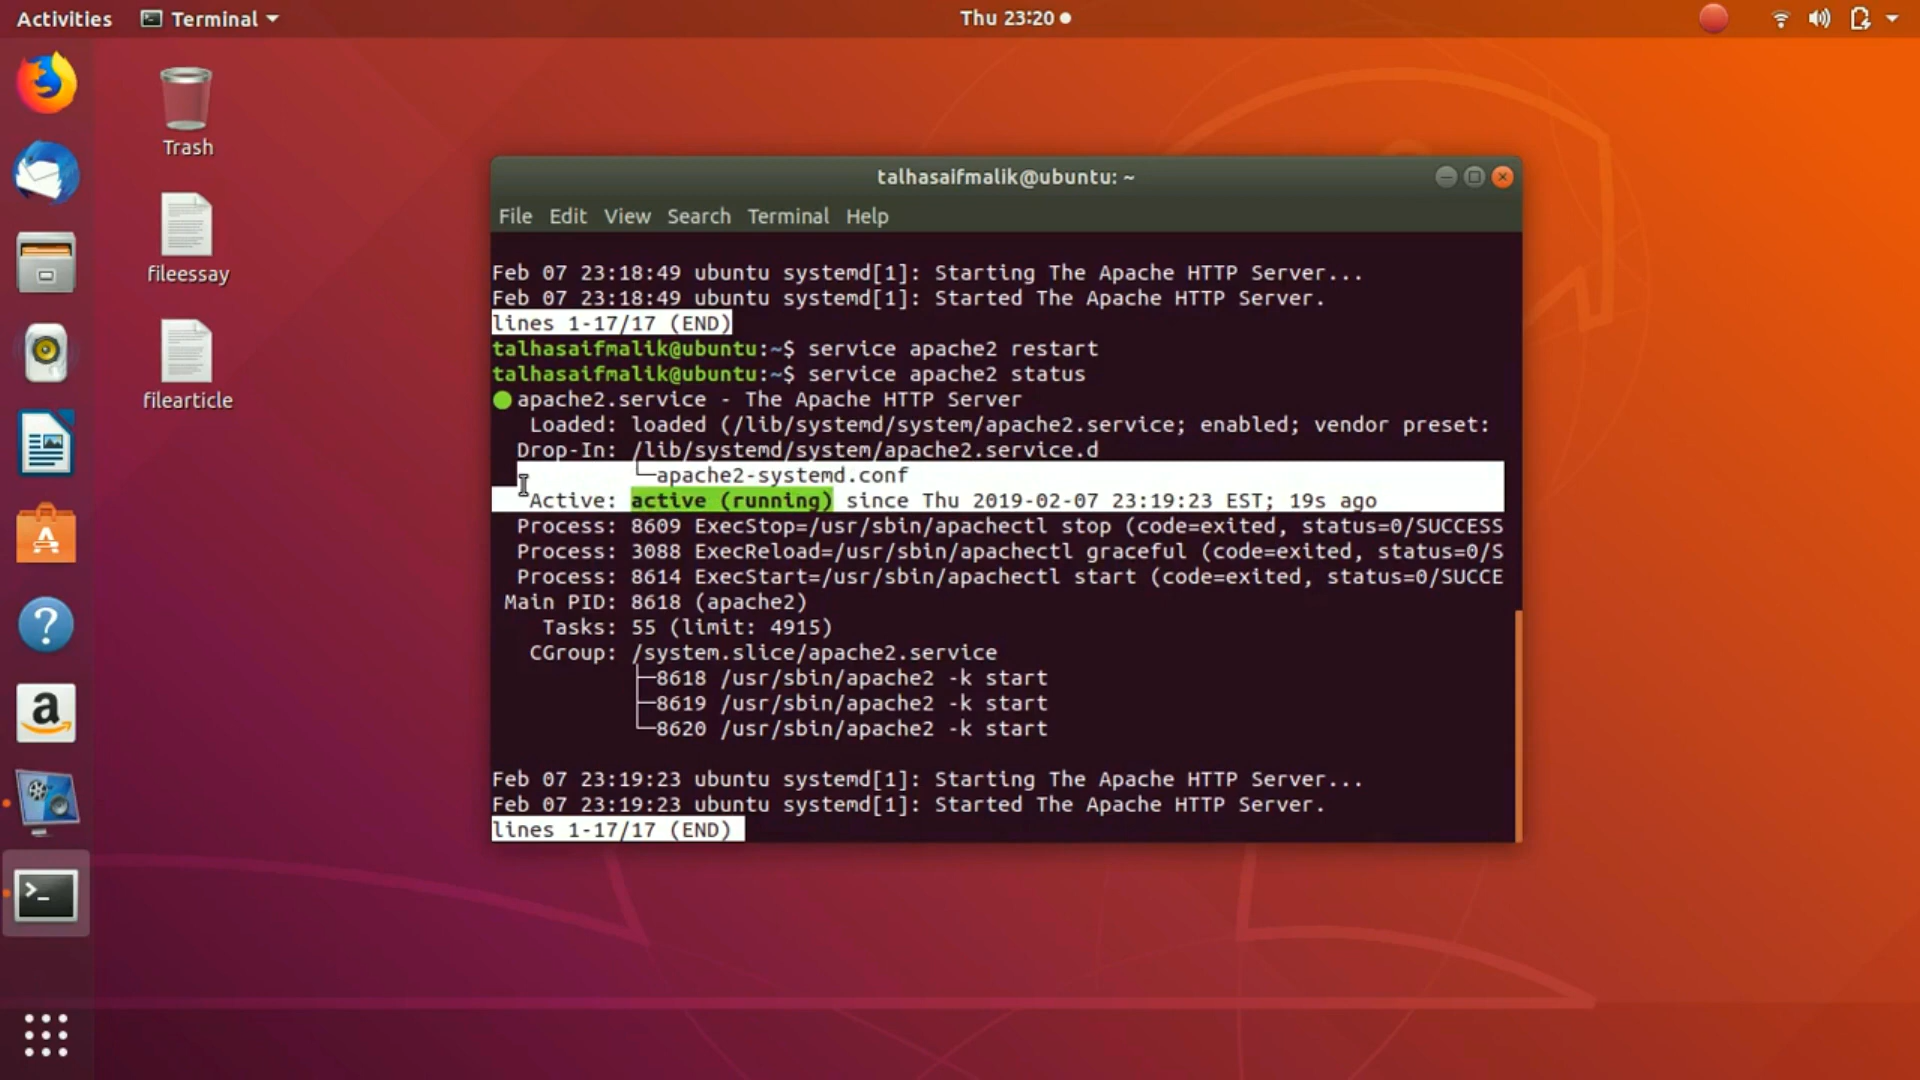 Activities Terminal Thu 23:20
Trash
fileessay
filearticle
talhasaifmalik@ubuntu: ~
File Edit View Search Terminal Help
Feb 07 23:18:49 ubuntu systemd[1]: Starting The Apache HTTP Server...
Feb 07 23:18:49 ubuntu systemd[1]: Started The Apache HTTP Server.
lines 1-17/17 (END)
talhasaifmalik@ubuntu:~$ service apache2 restart
talhasaifmalik@ubuntu:~$ service apache2 status
● apache2.service - The Apache HTTP Server
Loaded: loaded (/lib/systemd/system/apache2.service; enabled; vendor preset:
Drop-In: /lib/systemd/system/apache2.service.d
└─apache2-systemd.conf
Active: active (running) since Thu 2019-02-07 23:19:23 EST; 19s ago
Process: 8609 ExecStop=/usr/sbin/apachectl stop (code=exited, status=0/SUCCESS
Process: 3088 ExecReload=/usr/sbin/apachectl graceful (code=exited, status=0/S
Process: 8614 ExecStart=/usr/sbin/apachectl start (code=exited, status=0/SUCCE
Main PID: 8618 (apache2)
Tasks: 55 (limit: 4915)
CGroup: /system.slice/apache2.service
├─8618 /usr/sbin/apache2 -k start
├─8619 /usr/sbin/apache2 -k start
└─8620 /usr/sbin/apache2 -k start
Feb 07 23:19:23 ubuntu systemd[1]: Starting The Apache HTTP Server...
Feb 07 23:19:23 ubuntu systemd[1]: Started The Apache HTTP Server.
lines 1-17/17 (END)